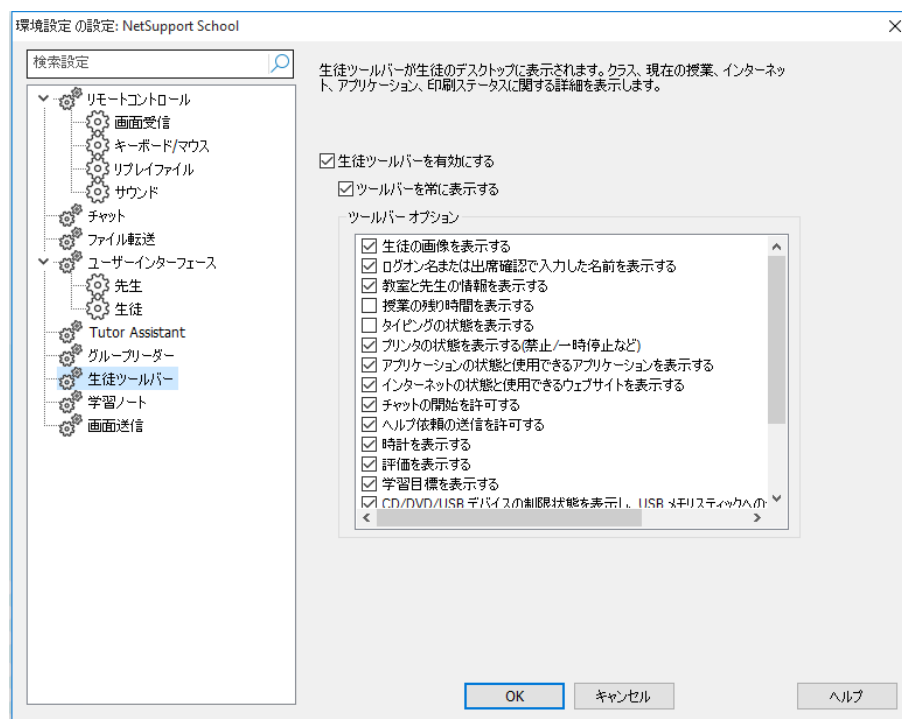 環境設定 の設定: NetSupport School
検索設定
リモートコントロール
画面受信
キーボード/マウス
リプレイファイル
サウンド
チャット
ファイル転送
ユーザーインターフェース
先生
生徒
Tutor Assistant
グループリーダー
生徒ツールバー
学習ノート
画面送信
生徒ツールバーが生徒のデスクトップに表示されます。クラス、現在の授業、インターネッ
ト、アプリケーション、印刷ステータスに関する詳細を表示します。
生徒ツールバーを有効にする
ツールバーを常に表示する
ツールバー オプション
生徒の画像を表示する
ログオン名または出席確認で入力した名前を表示する
教室と先生の情報を表示する
授業の残り時間を表示する
タイピングの状態を表示する
プリンタの状態を表示する(禁止/一時停止など)
アプリケーションの状態と使用できるアプリケーションを表示する
インターネットの状態と使用できるウェブサイトを表示する
チャットの開始を許可する
ヘルプ依頼の送信を許可する
時計を表示する
評価を表示する
学習目標を表示する
CD/DVD/USB デバイスの制限状態を表示し、USB メモリスティックへの
OK
キャンセル
ヘルプ